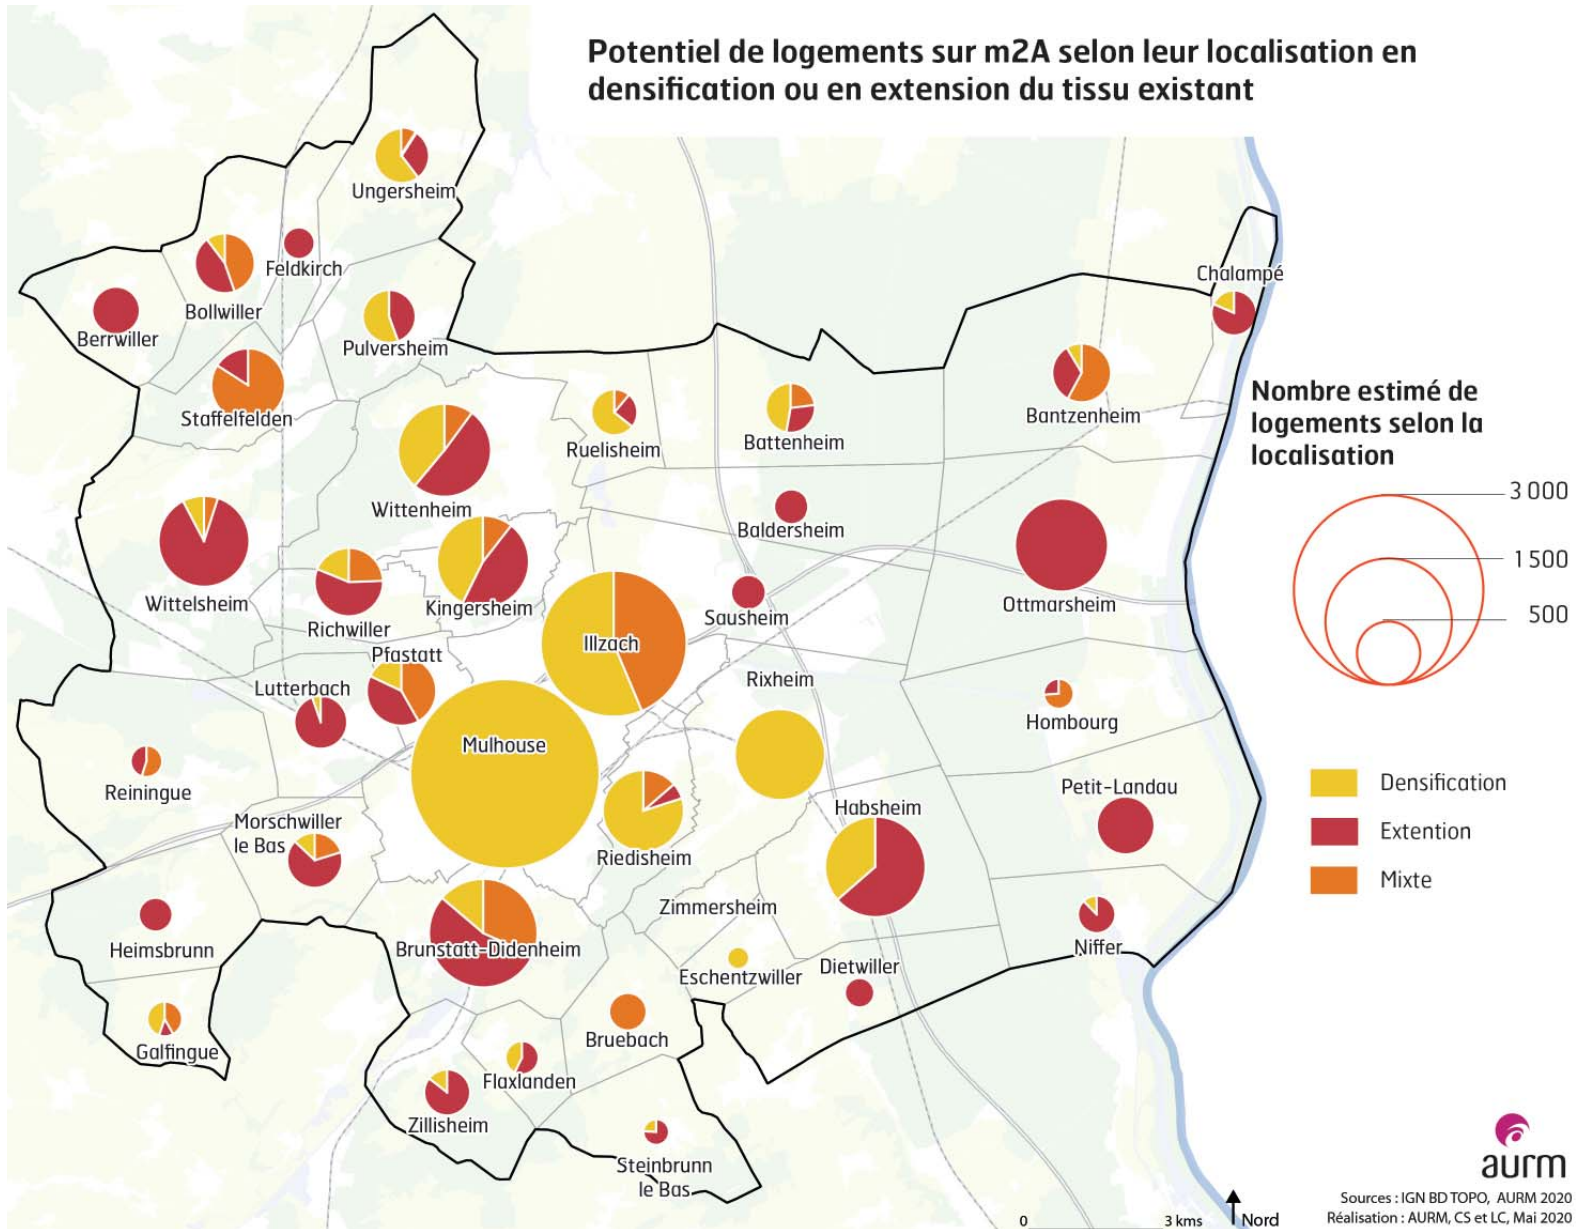 Potentiel de logements sur m2A selon leur localisation en
densification ou en extension du tissu existant
Ungersheim
Feldkirch
Bollwiller
Berrwiller
Pulversheim
Staffelfelden
Chalampé
Bantzenheim
Ruelisheim
Battenheim
Wittenheim
Baldersheim
Wittelsheim
Kingersheim
Richwiller
Sausheim
Ottmarsheim
Illzach
Pfastatt
Lutterbach
Rixheim
Hombourg
Mulhouse
Reiningue
Petit-Landau
Habsheim
Morschwiller
le Bas
Riedisheim
Zimmersheim
Heimsbrunn
Brunstatt-Didenheim
Niffer
Eschentzwiller
Dietwiller
Bruebach
Galfingue
Flaxlanden
Zillisheim
Steinbrunn
le Bas
Nombre estimé de
logements selon la
localisation
3 000
1 500
500
Densification
Extention
Mixte
aurm
Sources : IGN BD TOPO, AURM 2020
Réalisation : AURM, CS et LC, Mai 2020
0
3 kms
Nord